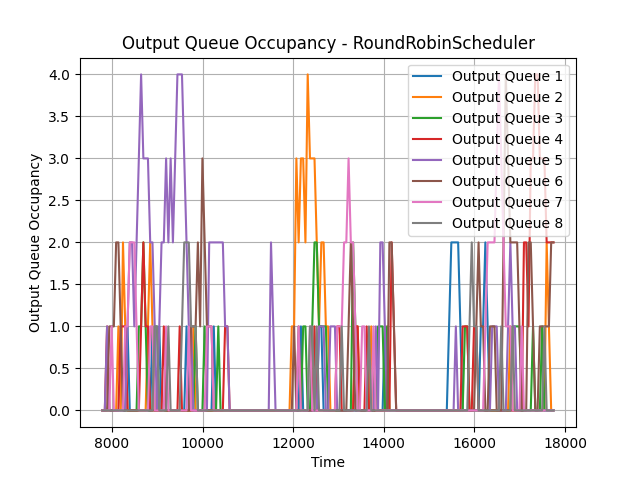 Output Queue Occupancy - RoundRobinScheduler
Output Queue Occupancy
4.0
3.5
3.0
2.5
2.0
1.5
1.0
0.5
0.0
Output Queue 1
Output Queue 2
Output Queue 3
Output Queue 4
Output Queue 5
Output Queue 6
Output Queue 7
Output Queue 8
8000 10000 12000 14000 16000 18000
Time